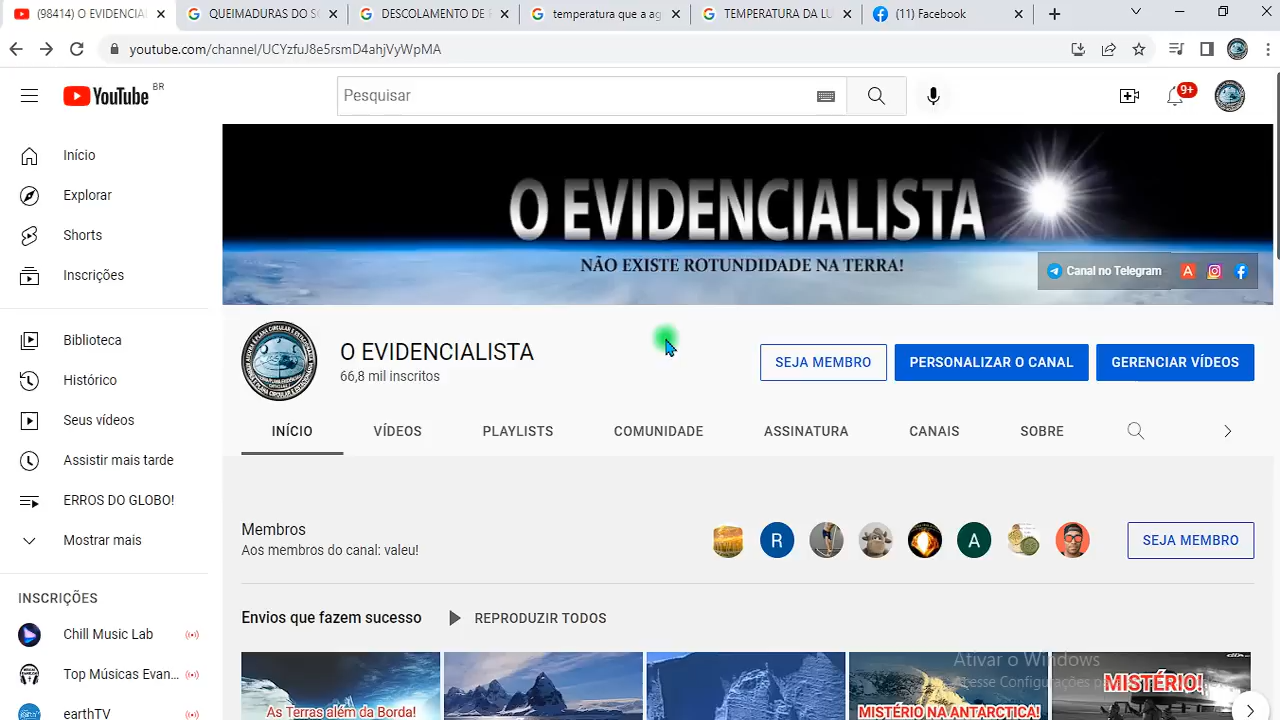 (98414) O EVIDENCIA
QUEIMADURAS DO SO
DESCOLAMENTO DE
temperatura que a ag
TEMPERATURA DA LU
(11) Facebook
youtube.com/channel/UCYzfuJ8e5rsmD4ahjVyWpMA
YouTube BR
Pesquisar
9+
Início
Explorar
Shorts
Inscrições
Biblioteca
Histórico
Seus vídeos
Assistir mais tarde
ERROS DO GLOBO!
Mostrar mais
INSCRIÇÕES
Chill Music Lab
Top Músicas Evan...
earthTV
O EVIDENCIALISTA
NÃO EXISTE ROTUNDIDADE NA TERRA!
Canal no Telegram
O EVIDENCIALISTA
66,8 mil inscritos
SEJA MEMBRO
PERSONALIZAR O CANAL
GERENCIAR VÍDEOS
INÍCIO
VÍDEOS
PLAYLISTS
COMUNIDADE
ASSINATURA
CANAIS
SOBRE
Membros
Aos membros do canal: valeu!
R
A
SEJA MEMBRO
Envios que fazem sucesso
REPRODUZIR TODOS
As Terras além da Borda!
MISTÉRIO NA ANTARCTICA!
MISTÉRIO!
Ativar o Windows